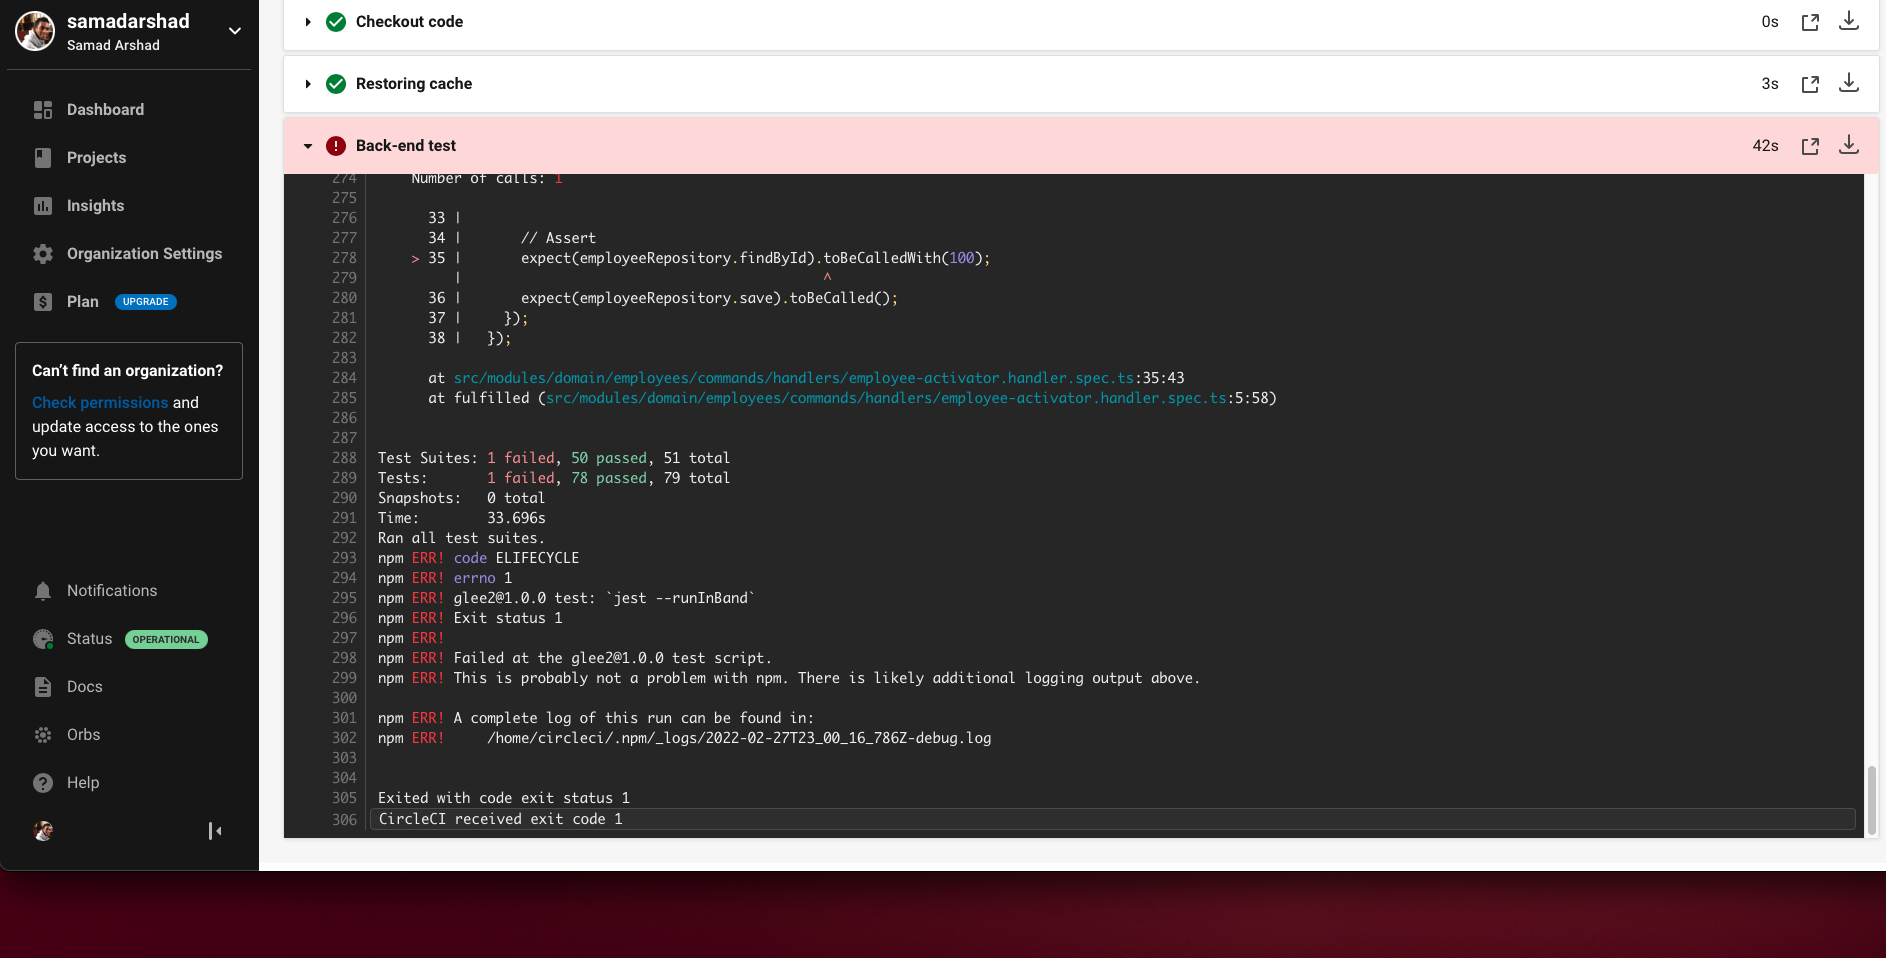 samadarshad
Samad Arshad
Dashboard
Projects
Insights
Organization Settings
Plan UPGRADE
Can't find an organization?
Check permissions and
update access to the ones
you want.
Notifications
Status OPERATIONAL
Docs
Orbs
Help
Checkout code 0s
Restoring cache 3s
Back-end test 42s
274 Number of calls: 1
275
276 33 |
277 34 | // Assert
278 > 35 | expect(employeeRepository.findById).toBeCalledWith(100);
279 | ^
280 36 | expect(employeeRepository.save).toBeCalled();
281 37 | });
282 38 | });
283
284 at src/modules/domain/employees/commands/handlers/employee-activator.handler.spec.ts:35:43
285 at fulfilled (src/modules/domain/employees/commands/handlers/employee-activator.handler.spec.ts:5:58)
286
287
288 Test Suites: 1 failed, 50 passed, 51 total
289 Tests: 1 failed, 78 passed, 79 total
290 Snapshots: 0 total
291 Time: 33.696s
292 Ran all test suites.
293 npm ERR! code ELIFECYCLE
294 npm ERR! errno 1
295 npm ERR! glee2@1.0.0 test: `jest --runInBand`
296 npm ERR! Exit status 1
297 npm ERR!
298 npm ERR! Failed at the glee2@1.0.0 test script.
299 npm ERR! This is probably not a problem with npm. There is likely additional logging output above.
300
301 npm ERR! A complete log of this run can be found in:
302 npm ERR! /home/circleci/.npm/_logs/2022-02-27T23_00_16_786Z-debug.log
303
304
305 Exited with code exit status 1
306 CircleCI received exit code 1